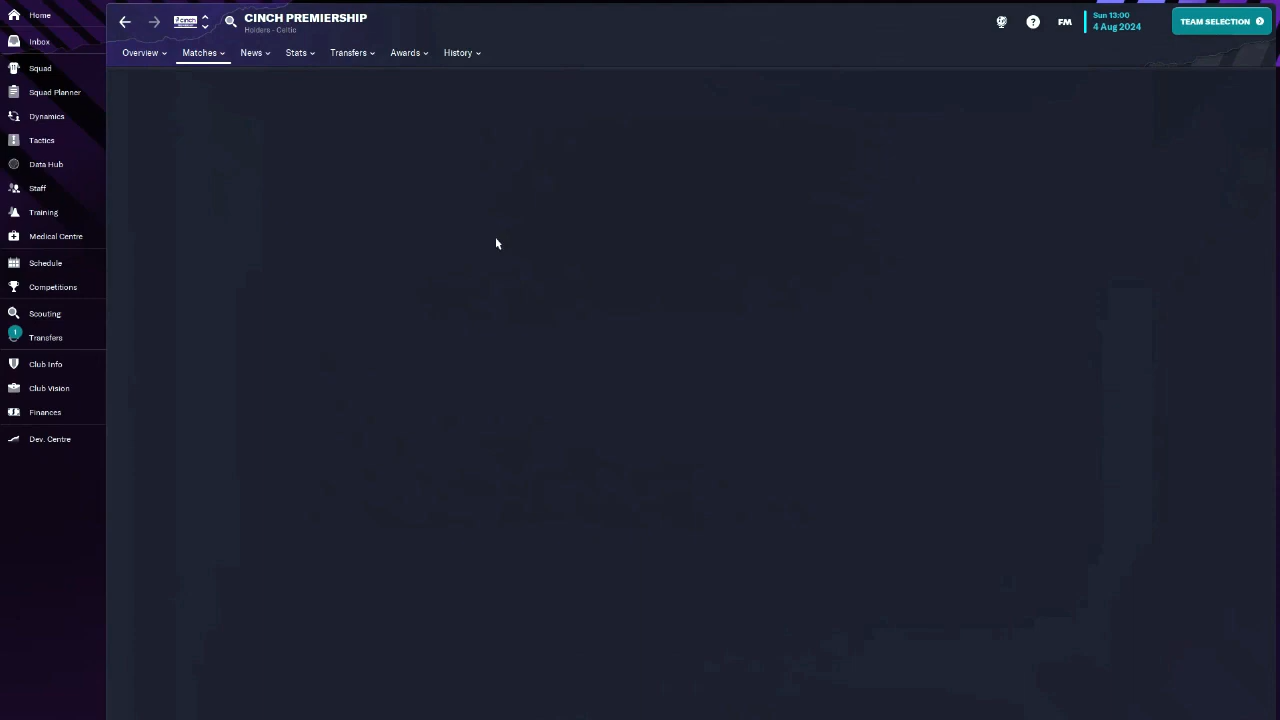 Home
Inbox
Squad
Squad Planner
Dynamics
Tactics
Data Hub
Staff
Training
Medical Centre
Schedule
Competitions
Scouting
1
Transfers
Club Info
Club Vision
Finances
Dev. Centre
cinch
CINCH PREMIERSHIP
Holders - Celtic
?
FM
Sun 13:00
4 Aug 2024
TEAM SELECTION
Overview
Matches
News
Stats
Transfers
Awards
History